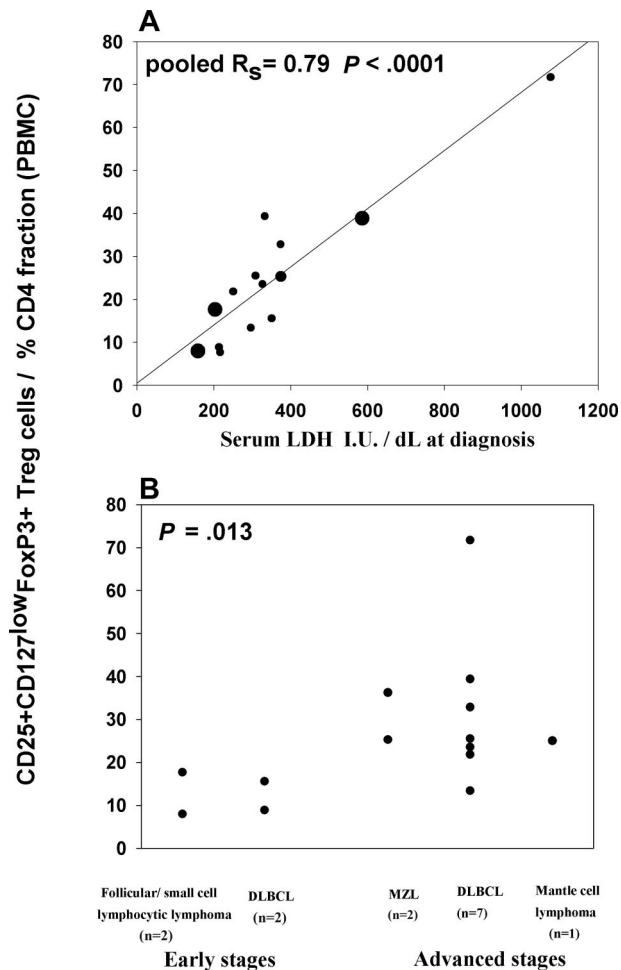 CD25+CD127lowFoxP3+ Treg cells / % CD4 fraction (PBMC)
A
pooled Rs= 0.79 P < .0001
80
70
60
50
40
30
20
10
0
0 200 400 600 800 1000 1200
Serum LDH I.U. / dL at diagnosis
B
P = .013
80
70
60
50
40
30
20
10
0
Follicular/ small cell
lymphocytic lymphoma
(n=2)
DLBCL
(n=2)
MZL
(n=2)
DLBCL
(n=7)
Mantle cell
lymphoma
(n=1)
Early stages
Advanced stages